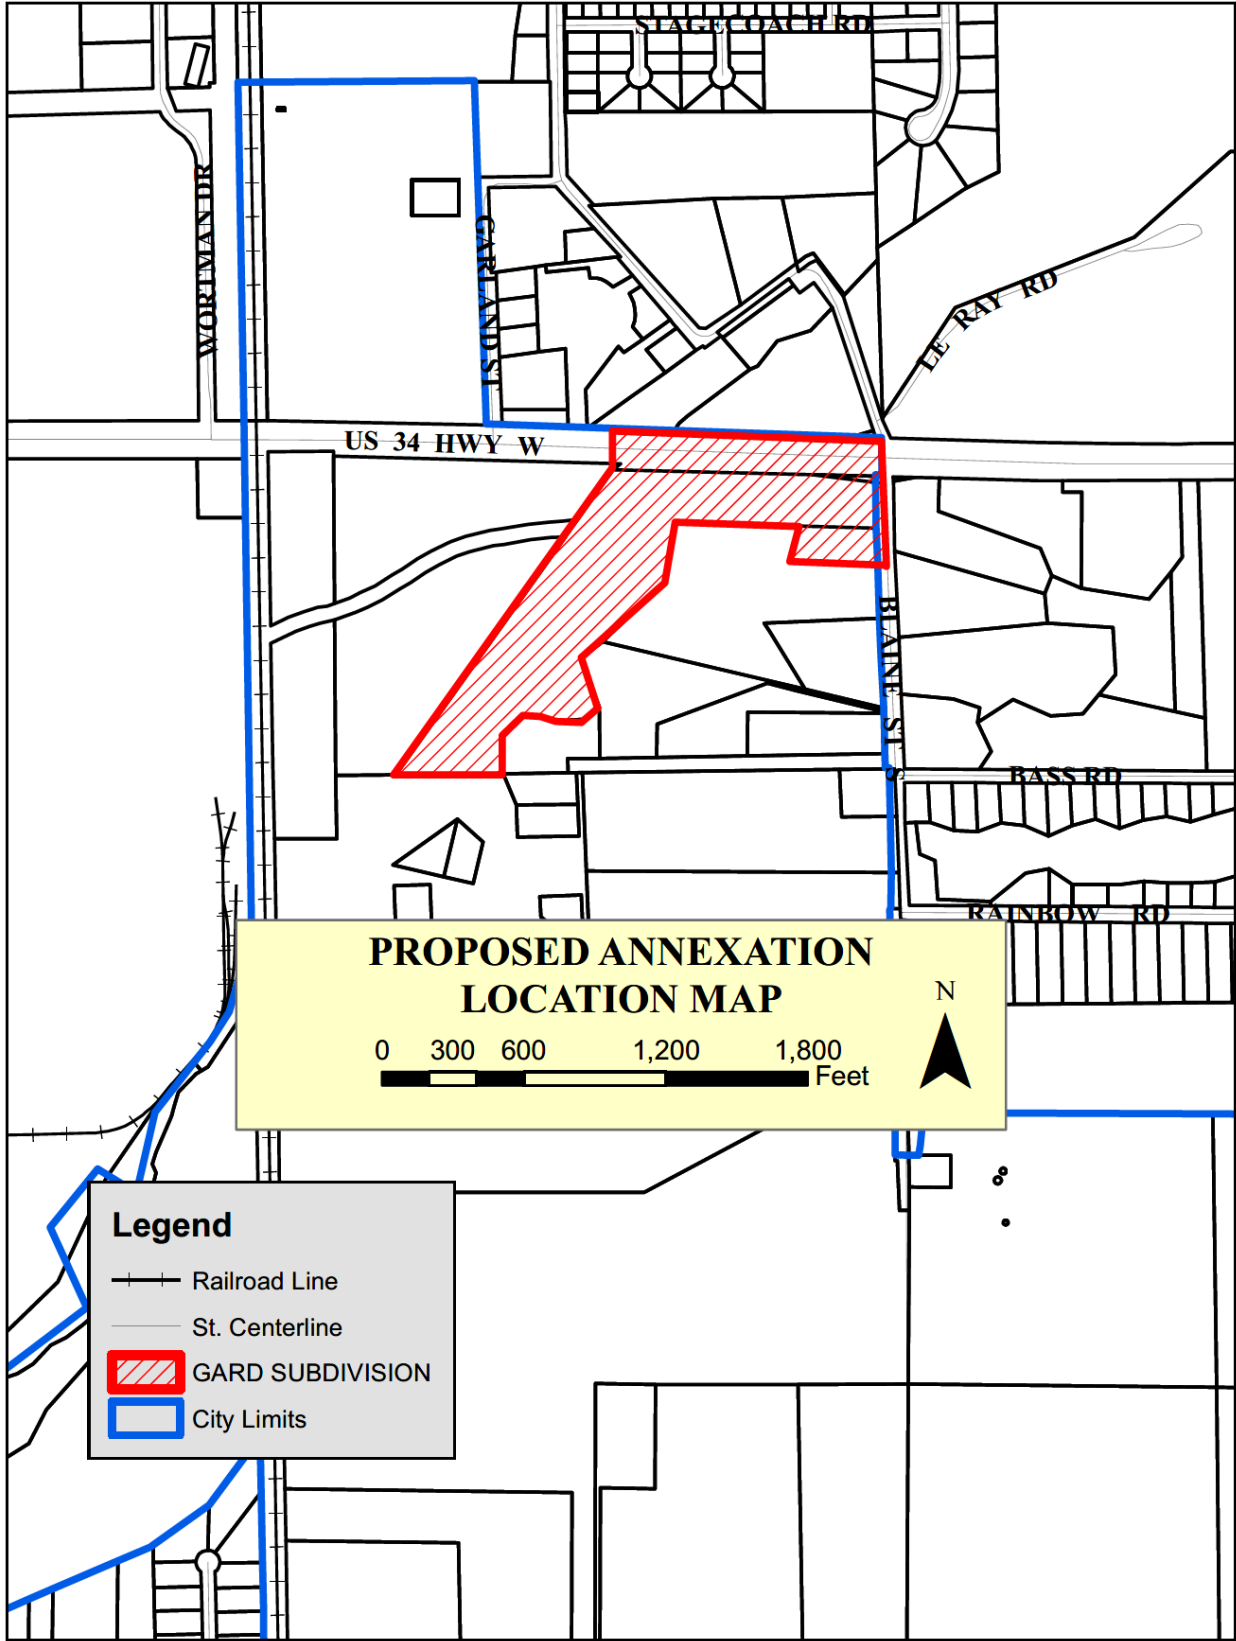 STAGECOACH RD
WORTMAN DR
GARLAND ST
LE RAY RD
US 34 HWY W
BLAINE ST S
BASS RD
RAINBOW RD
PROPOSED ANNEXATION
LOCATION MAP
N
0 300 600 1,200 1,800
Feet
Legend
Railroad Line
St. Centerline
GARD SUBDIVISION
City Limits